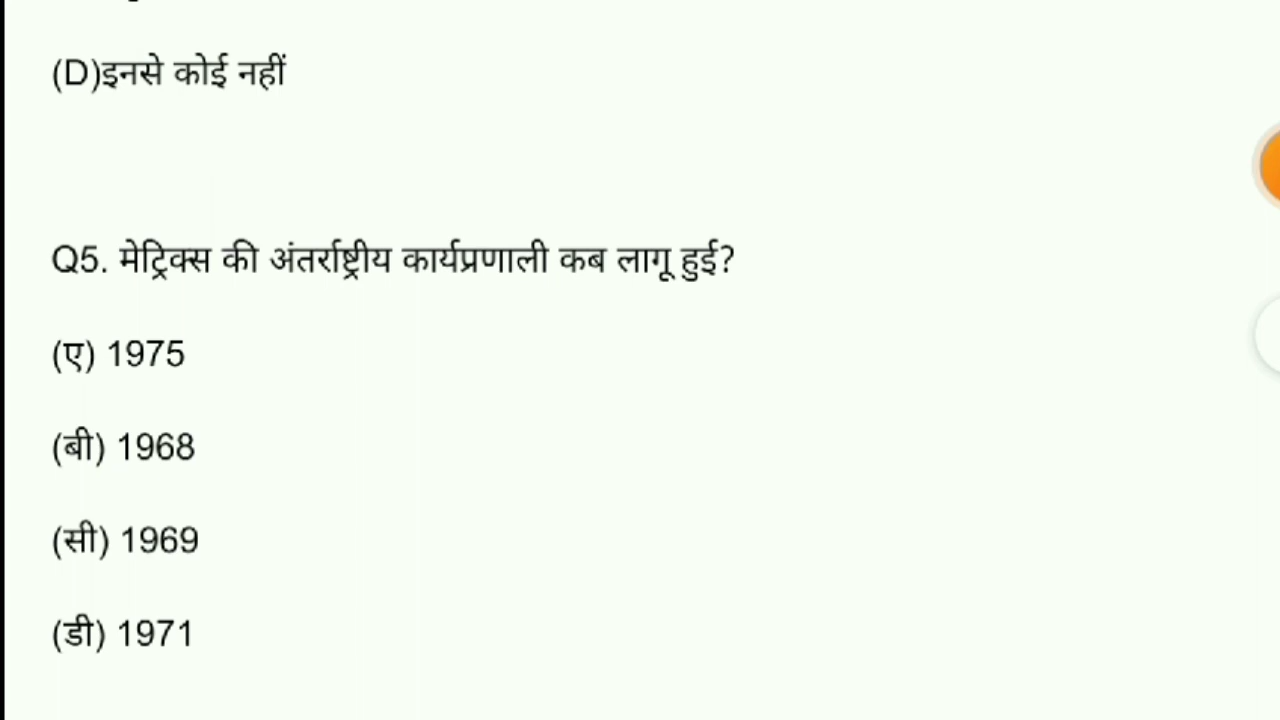 (D)इनसे कोई नहीं
Q5. मेट्रिक्स की अंतर्राष्ट्रीय कार्यप्रणाली कब लागू हुई?
(ए) 1975
(बी) 1968
(सी) 1969
(डी) 1971